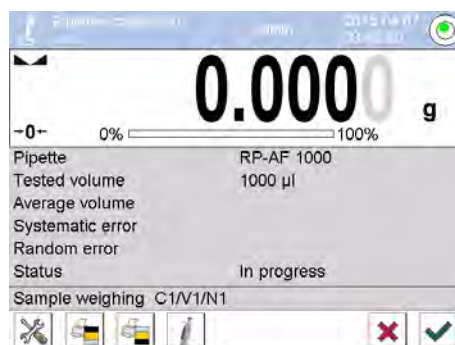 0.0000 g
→0← 0% 100%
Pipette RP-AF 1000
Tested volume 1000 µl
Average volume
Systematic error
Random error
Status In progress
Sample weighing C1/V1/N1